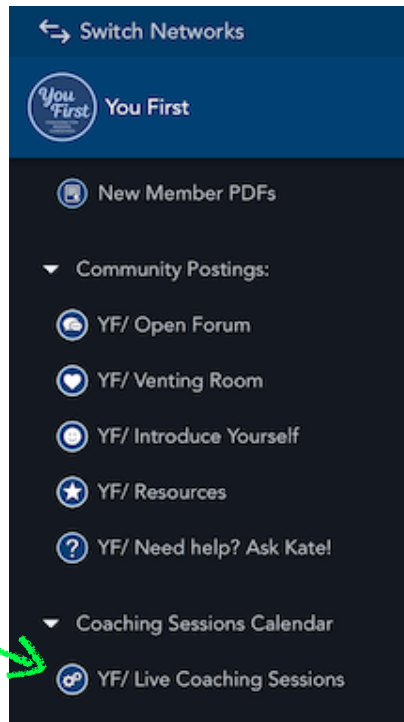 Switch Networks
You
First
You First
New Member PDFs
Community Postings:
YF/ Open Forum
YF/ Venting Room
YF/ Introduce Yourself
YF/ Resources
? YF/ Need help? Ask Kate!
Coaching Sessions Calendar
YF/ Live Coaching Sessions